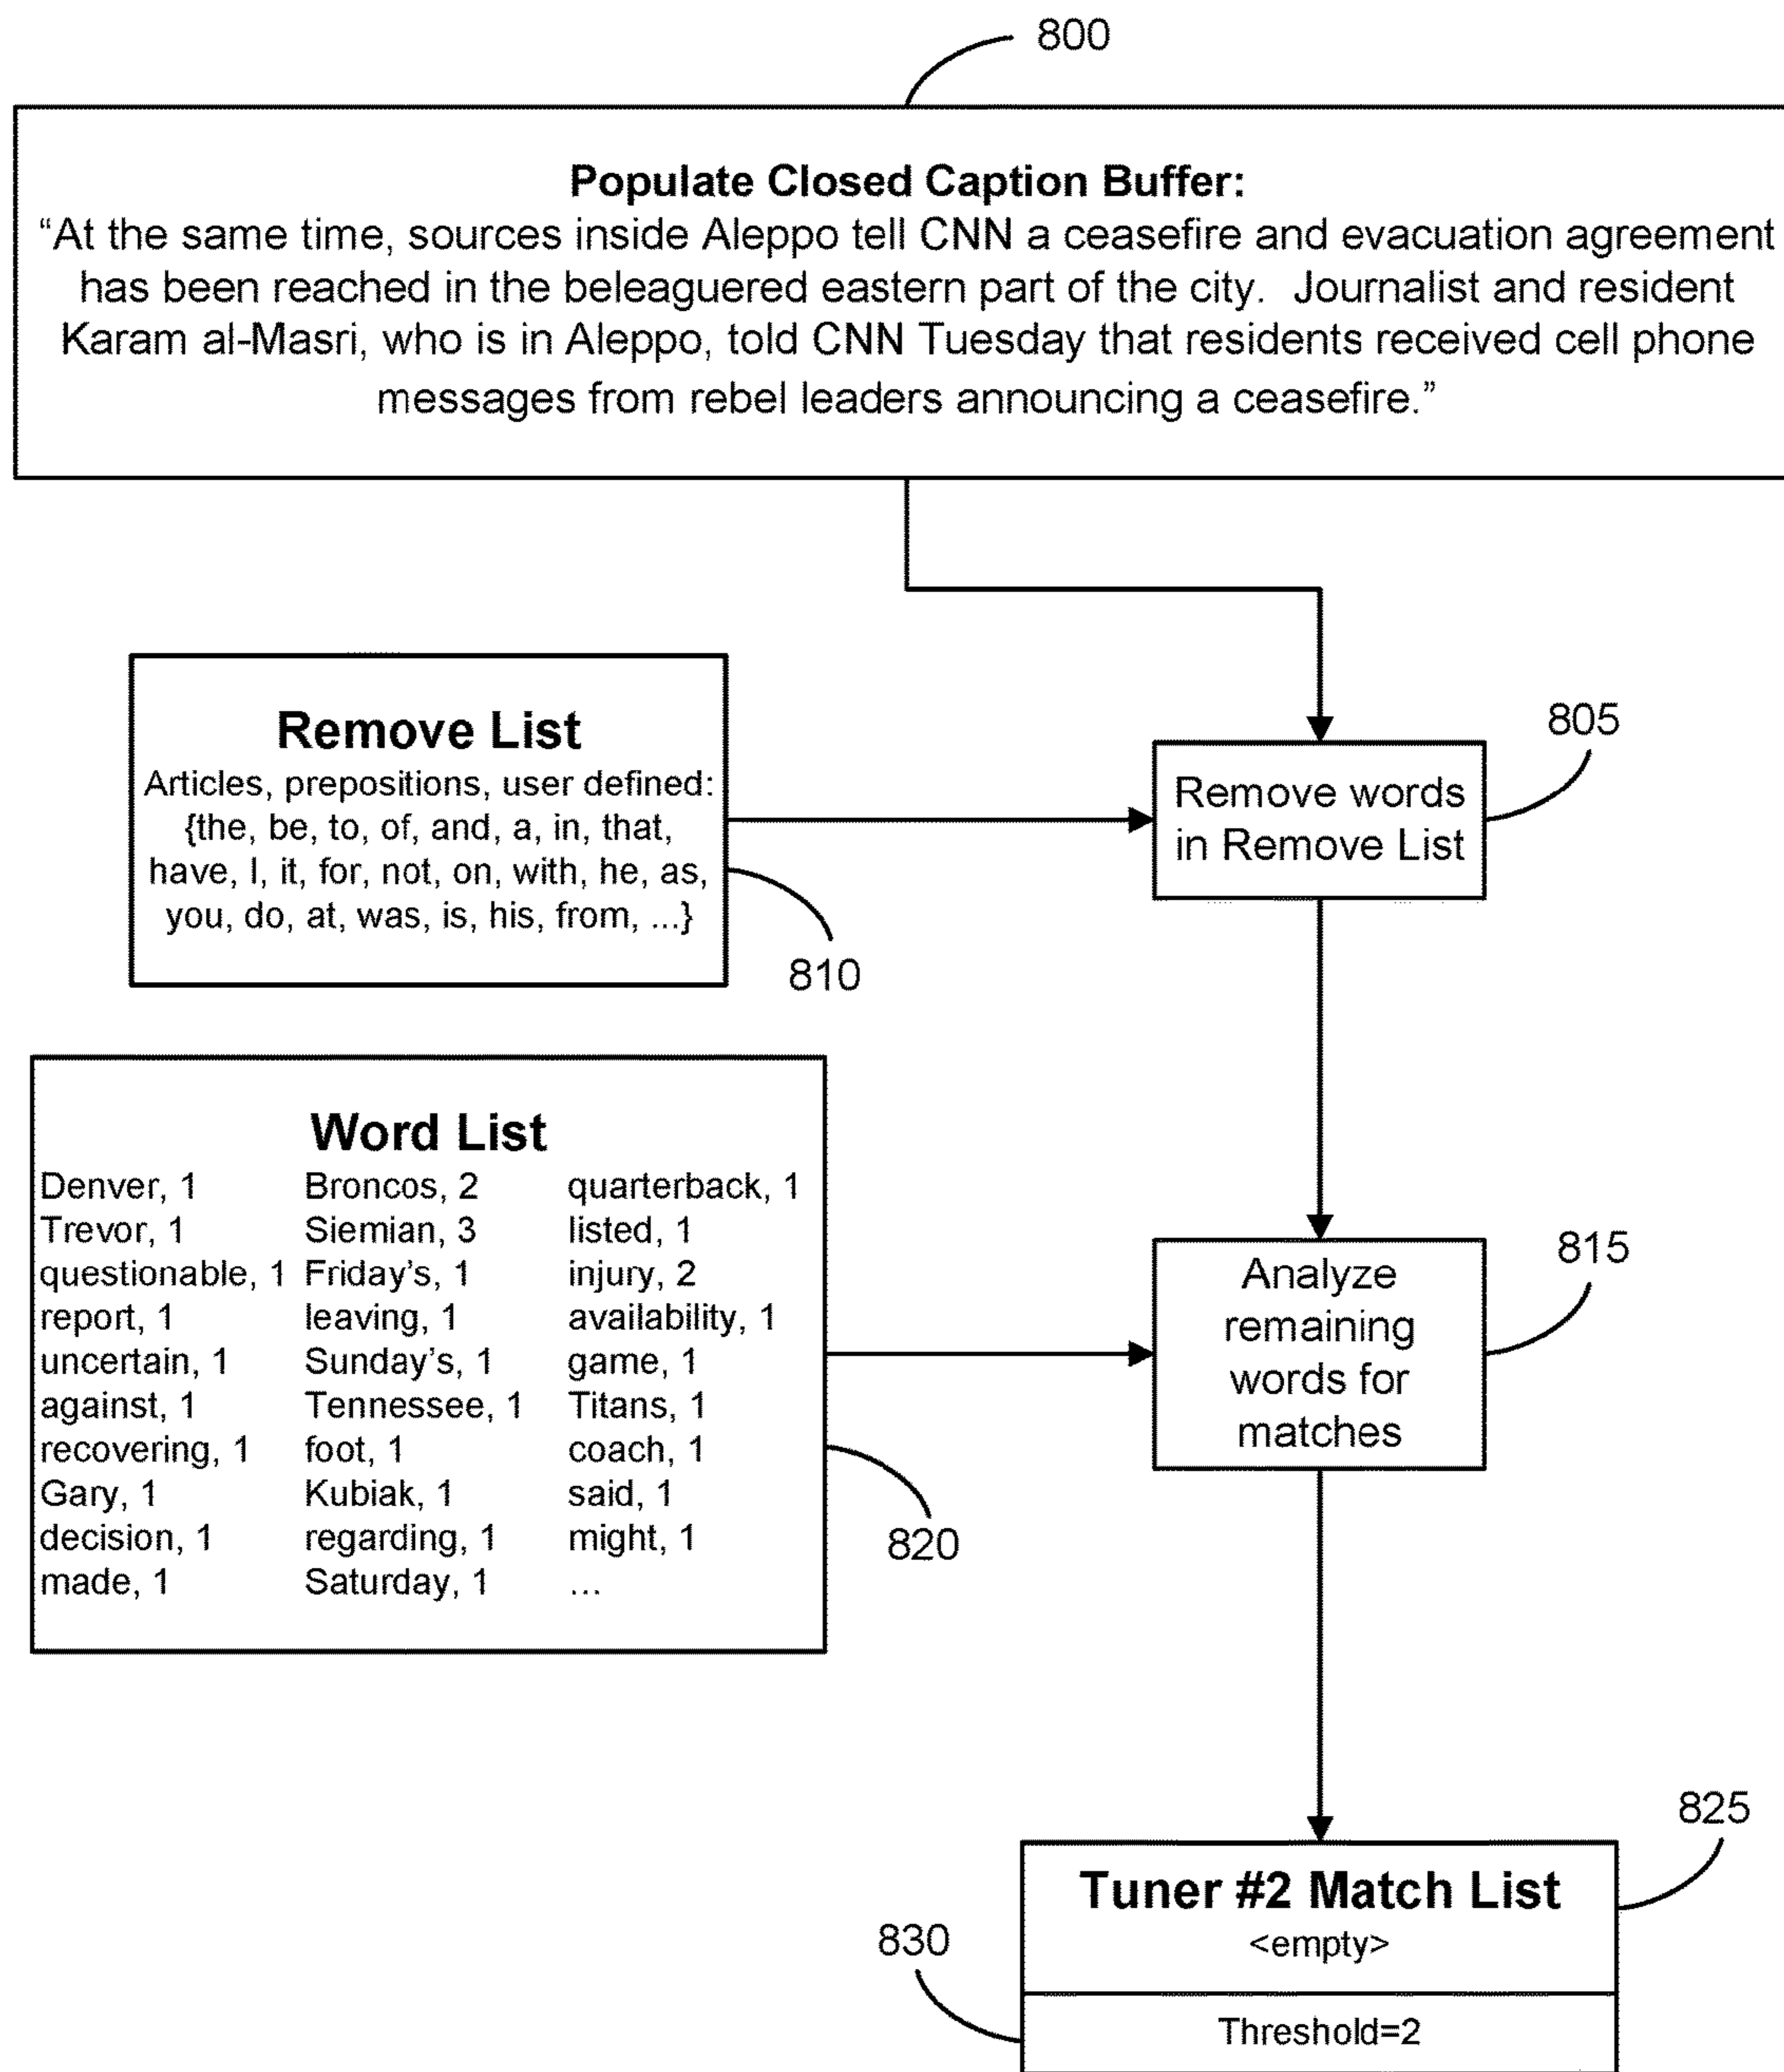 800
Populate Closed Caption Buffer:
“At the same time, sources inside Aleppo tell CNN a ceasefire and evacuation agreement
has been reached in the beleaguered eastern part of the city.  Journalist and resident
Karam al-Masri, who is in Aleppo, told CNN Tuesday that residents received cell phone
messages from rebel leaders announcing a ceasefire.”
Remove List
Articles, prepositions, user defined:
{the, be, to, of, and, a, in, that,
have, I, it, for, not, on, with, he, as,
you, do, at, was, is, his, from, ...}
810
805
Remove words
in Remove List
Word List
Denver, 1 Broncos, 2 quarterback, 1
Trevor, 1 Siemian, 3 listed, 1
questionable, 1 Friday’s, 1 injury, 2
report, 1 leaving, 1 availability, 1
uncertain, 1 Sunday’s, 1 game, 1
against, 1 Tennessee, 1 Titans, 1
recovering, 1 foot, 1 coach, 1
Gary, 1 Kubiak, 1 said, 1
decision, 1 regarding, 1 might, 1
made, 1 Saturday, 1 ...
820
815
Analyze
remaining
words for
matches
825
Tuner #2 Match List
<empty>
830
Threshold=2